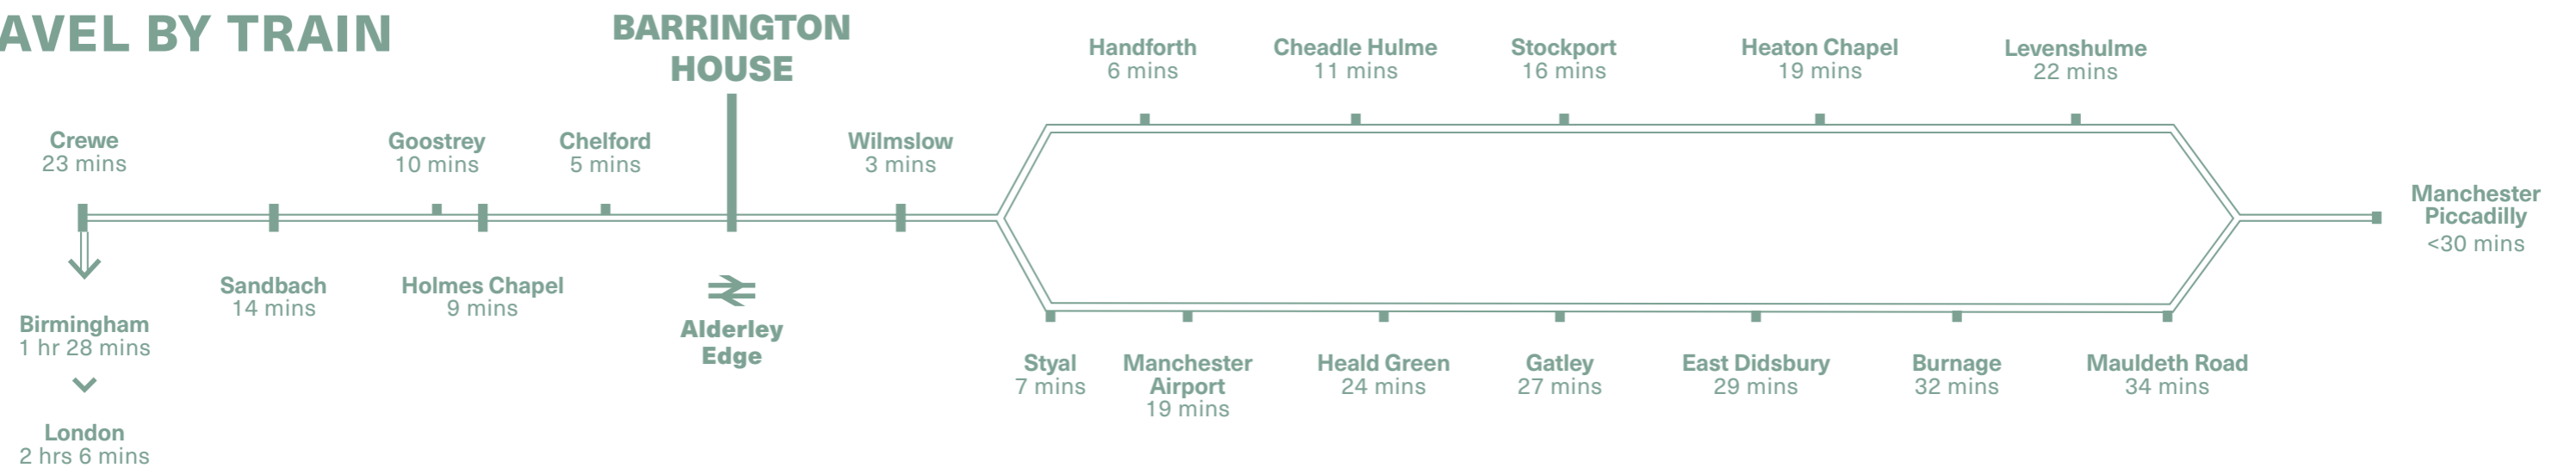 AVEL BY TRAIN
BARRINGTON
HOUSE
Crewe
23 mins
Goostrey
10 mins
Chelford
5 mins
Wilmslow
3 mins
Handforth
6 mins
Cheadle Hulme
11 mins
Stockport
16 mins
Heaton Chapel
19 mins
Levenshulme
22 mins
Manchester
Piccadilly
<30 mins
Sandbach
14 mins
Holmes Chapel
9 mins
Alderley
Edge
Birmingham
1 hr 28 mins
London
2 hrs 6 mins
Styal
7 mins
Manchester
Airport
19 mins
Heald Green
24 mins
Gatley
27 mins
East Didsbury
29 mins
Burnage
32 mins
Mauldeth Road
34 mins